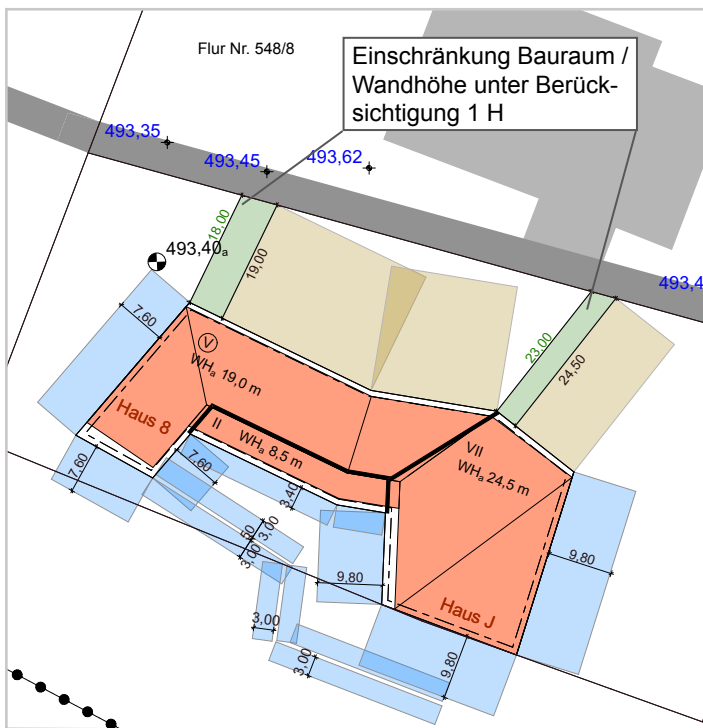 Flur Nr. 548/8
Einschränkung Bauraum /
Wandhöhe unter Berück-
sichtigung 1 H
493,35
493,45
493,62
18,00
19,00
493,40a
493,4
7,60
23,00
24,50
V
WHa 19,0 m
Haus 8
II
WHa 8,5 m
VII
WHa 24,5 m
7,60
7,60
3,40
3,00
50
3,00
9,80
9,80
Haus J
3,00
3,00
9,80